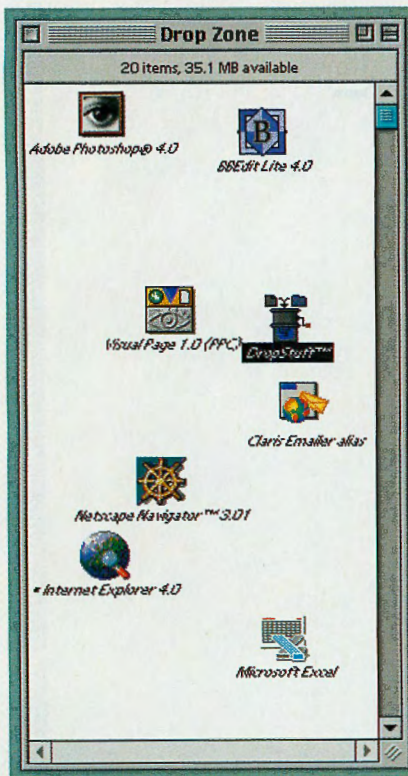 Drop Zone
20 items, 35.1 MB available
Adobe Photoshop® 4.0
B
BBEdit Lite 4.0
Visual Page 1.0 (PPC)
DropStuff™
Claris Emailer alias
Netscape Navigator™ 3.01
• Internet Explorer 4.0
Microsoft Excel